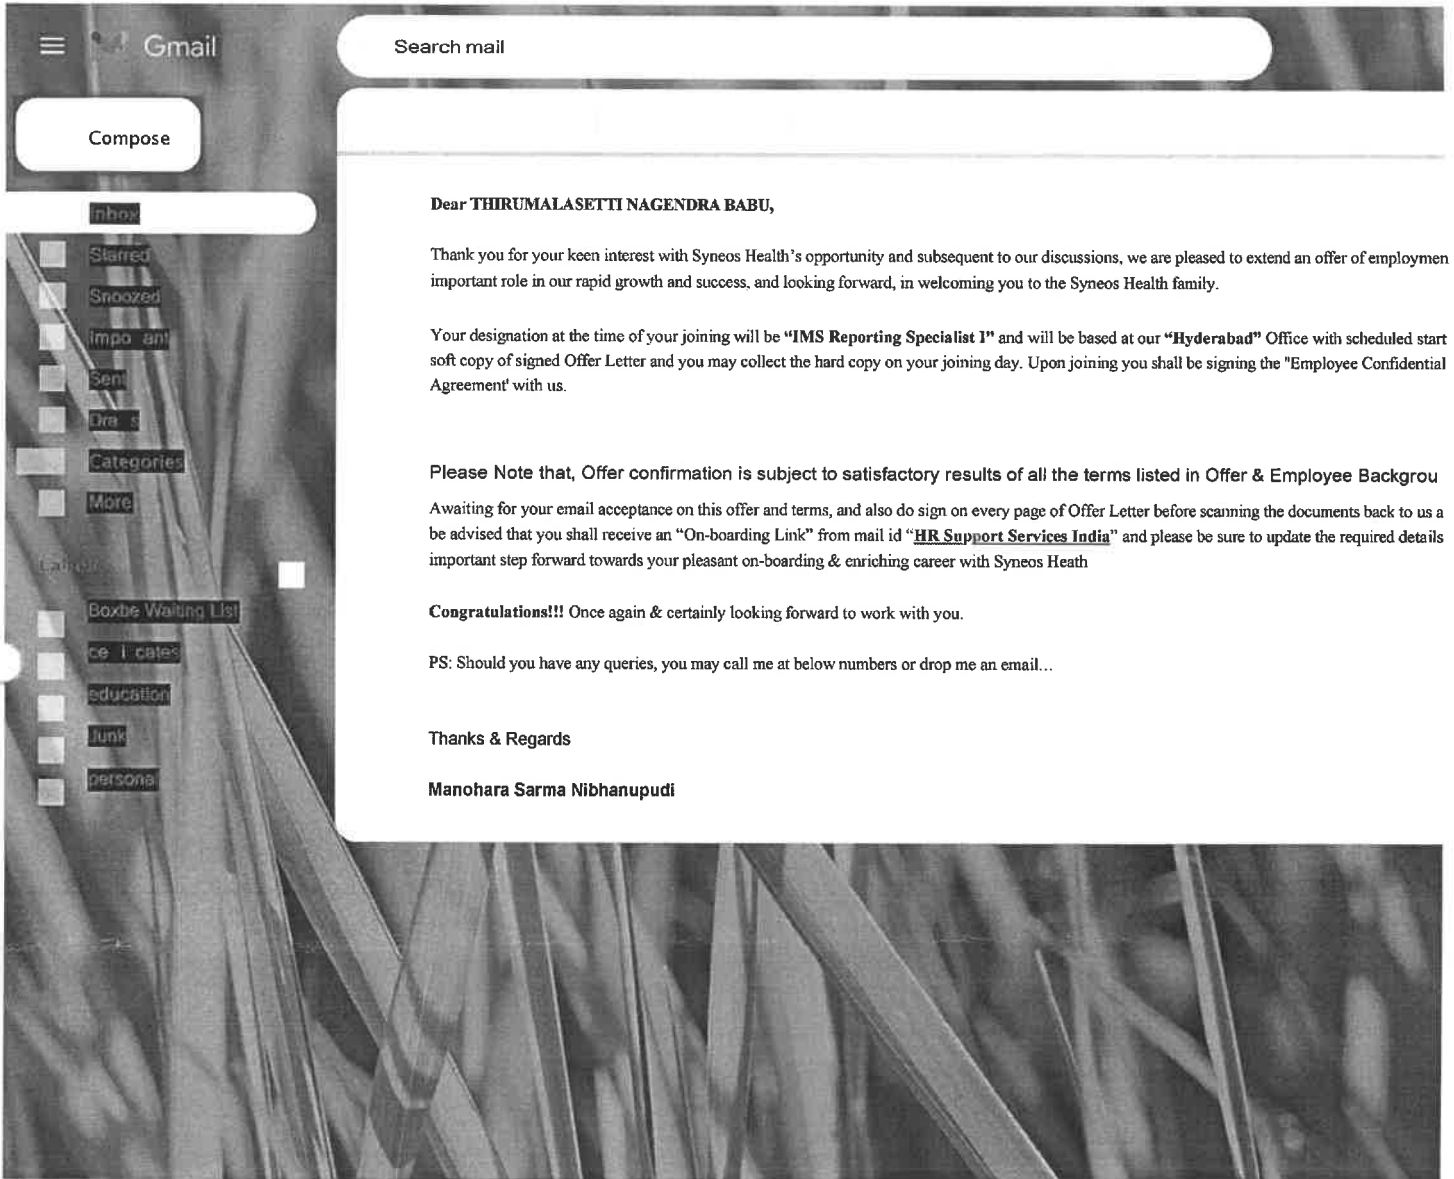 Gmail
Search mail
Compose
Inbox
Starred
Snoozed
Impo ant
Sent
Dra s
Categories
More
Boxbe Waiting List
ce i cates
education
Junk
persona
Dear THIRUMALASETTI NAGENDRA BABU,
Thank you for your keen interest with Syneos Health's opportunity and subsequent to our discussions, we are pleased to extend an offer of employmen
important role in our rapid growth and success, and looking forward, in welcoming you to the Syneos Health family.
Your designation at the time of your joining will be “IMS Reporting Specialist I” and will be based at our “Hyderabad” Office with scheduled start
soft copy of signed Offer Letter and you may collect the hard copy on your joining day. Upon joining you shall be signing the "Employee Confidential
Agreement' with us.
Please Note that, Offer confirmation is subject to satisfactory results of all the terms listed in Offer & Employee Backgrou
Awaiting for your email acceptance on this offer and terms, and also do sign on every page of Offer Letter before scanning the documents back to us a
be advised that you shall receive an “On-boarding Link” from mail id “HR Support Services India” and please be sure to update the required details
important step forward towards your pleasant on-boarding & enriching career with Syneos Heath
Congratulations!!! Once again & certainly looking forward to work with you.
PS: Should you have any queries, you may call me at below numbers or drop me an email…
Thanks & Regards
Manohara Sarma Nibhanupudi